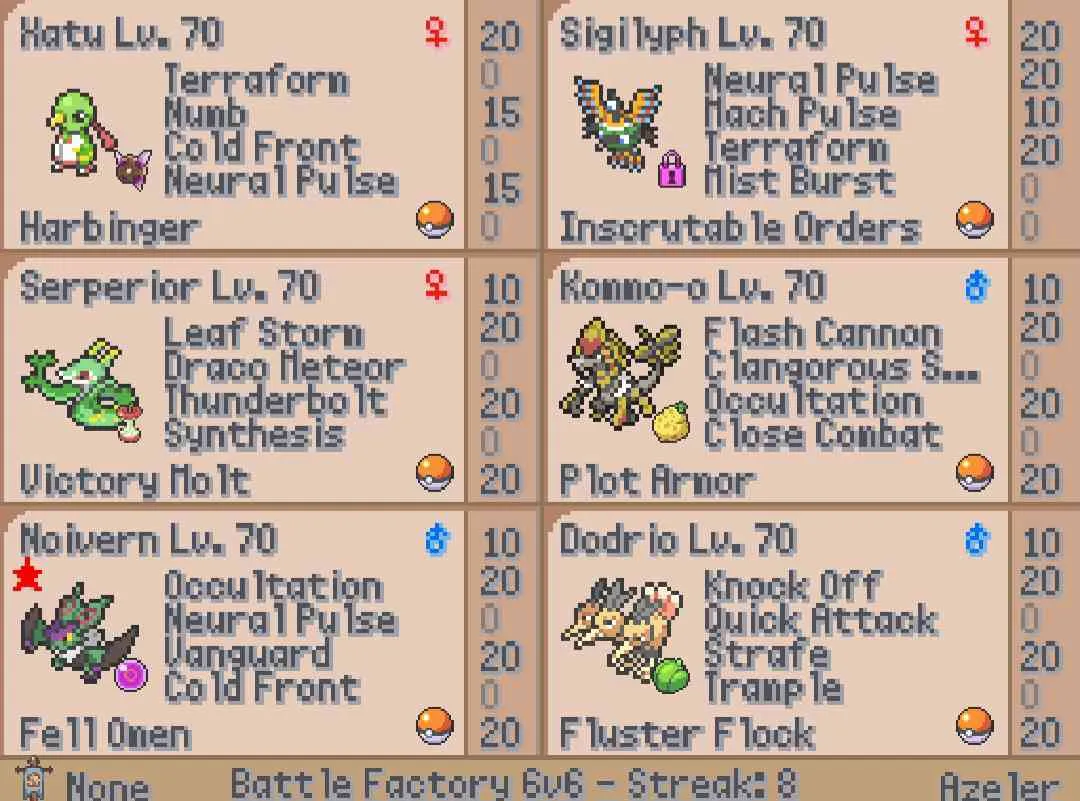 Xatu Lv. 70 ♀
Terraform
Numb
Cold Front
Neural Pulse
Harbinger
20
0
15
0
15
0
Sigilyph Lv. 70 ♀
Neural Pulse
Mach Pulse
Terraform
Mist Burst
Inscrutable Orders
20
20
10
20
0
0
Serperior Lv. 70 ♀
Leaf Storm
Draco Meteor
Thunderbolt
Synthesis
Victory Molt
10
20
0
20
0
20
Kommo-o Lv. 70 ♂
Flash Cannon
Clangorous S...
Occultation
Close Combat
Plot Armor
10
20
0
20
0
20
Noivern Lv. 70 ♂
Occultation
Neural Pulse
Vanguard
Cold Front
Fell Omen
10
20
0
20
0
20
Dodrio Lv. 70 ♂
Knock Off
Quick Attack
Strafe
Trample
Fluster Flock
10
20
0
20
0
20
None
Battle Factory 6v6 - Streak: 8
Azeler